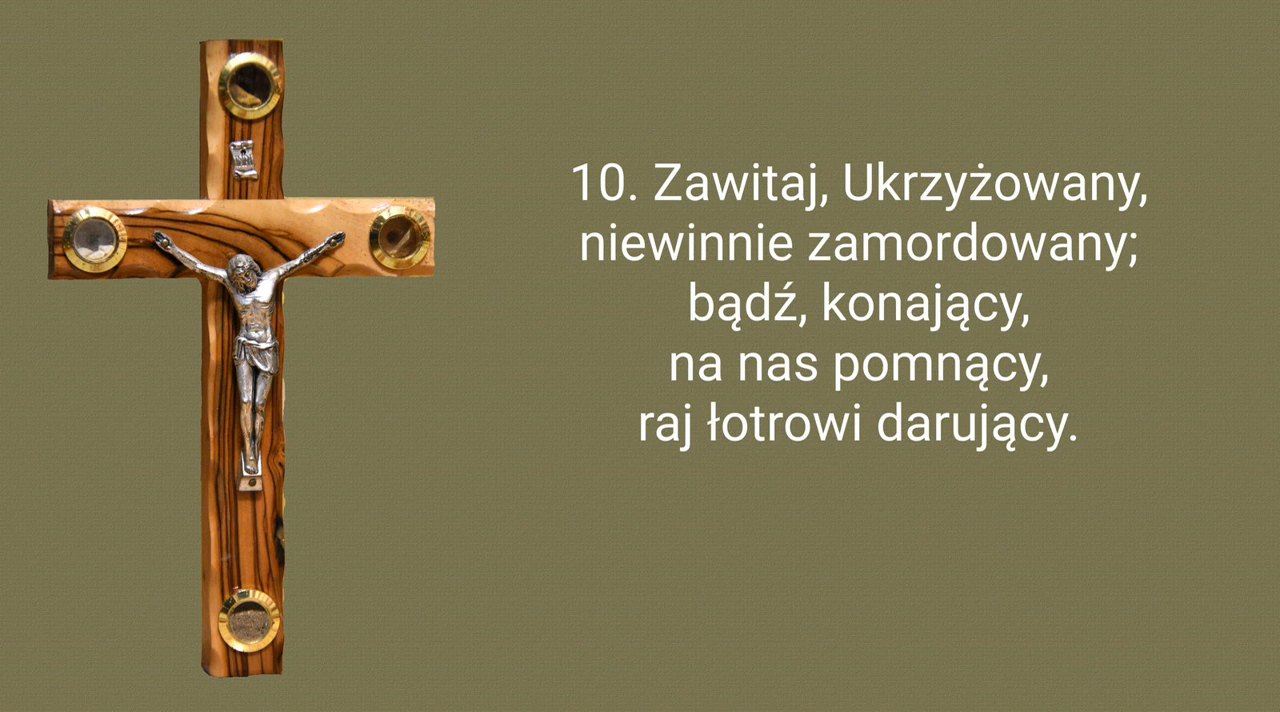 10. Zawitaj, Ukrzyżowany,
niewinnie zamordowany;
bądź, konający,
na nas pomnący,
raj łotrowi darujący.